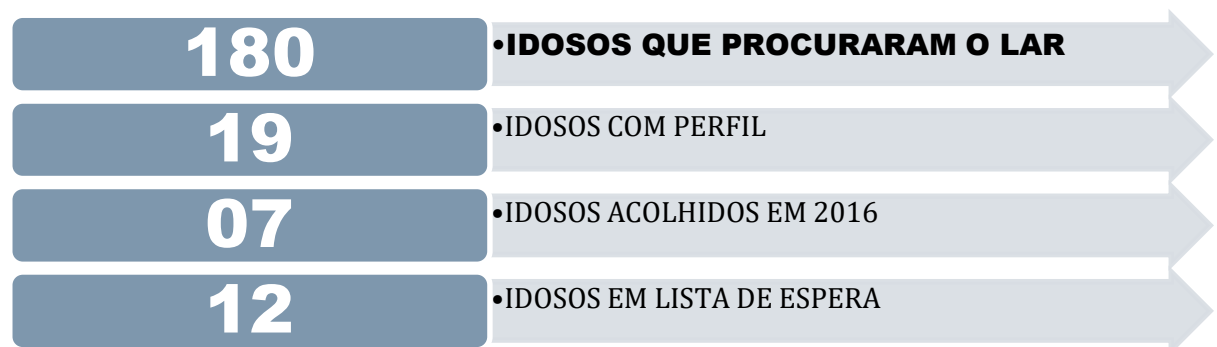 180 •IDOSOS QUE PROCURARAM O LAR
19 •IDOSOS COM PERFIL
07 •IDOSOS ACOLHIDOS EM 2016
12 •IDOSOS EM LISTA DE ESPERA